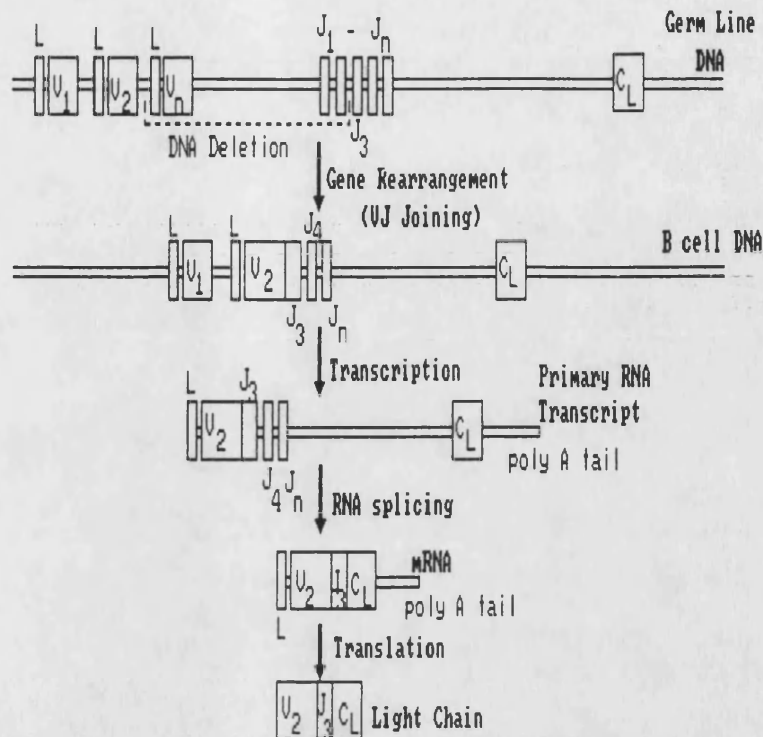 L L L J1 - Jn Germ Line
V1 V2 Vn CL DNA
DNA Deletion J3
Gene Rearrangement
(VJ Joining)
L L J4 B cell DNA
V1 V2 CL
J3 Jn
Transcription
L J3 Primary RNA
V2 CL Transcript
poly A tail
J4 Jn
RNA splicing
mRNA
V2 J3 CL
poly A tail
L
Translation
V2 J3 CL Light Chain